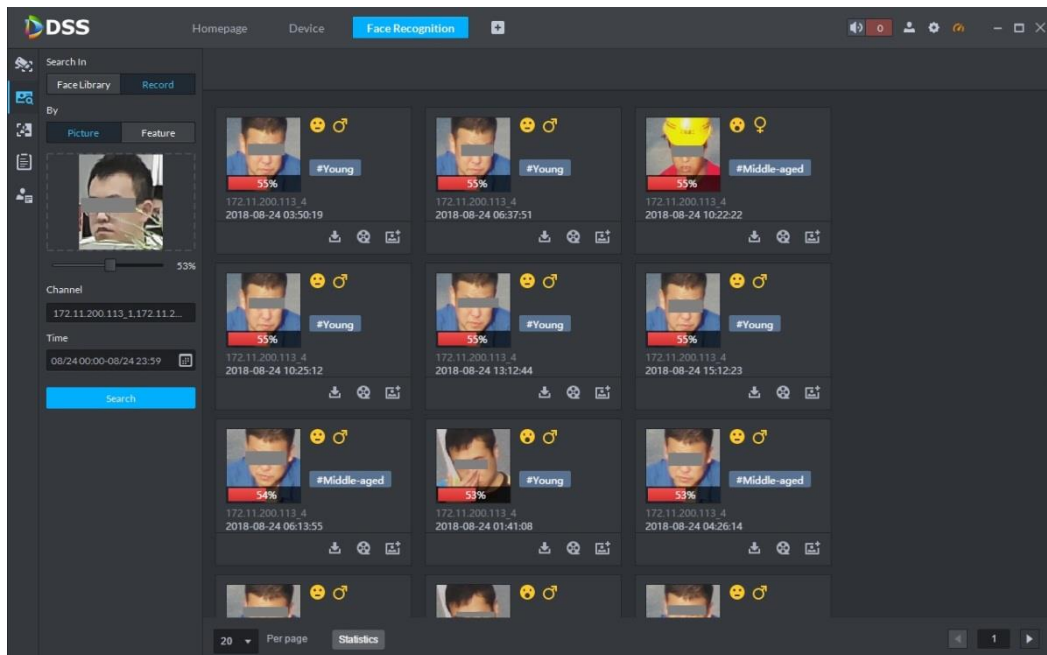 DSS
Homepage Device Face Recognition
0
Search In
Face Library Record
By
Picture Feature
53%
Channel
172.11.200.113_1,172.11.2...
Time
08/24 00:00-08/24 23:59
Search
#Young
55%
172.11.200.113_4
2018-08-24 03:50:19
#Young
55%
172.11.200.113_4
2018-08-24 06:37:51
#Middle-aged
55%
172.11.200.113_4
2018-08-24 10:22:22
#Young
55%
172.11.200.113_4
2018-08-24 10:25:12
#Young
55%
172.11.200.113_4
2018-08-24 13:12:44
#Young
55%
172.11.200.113_4
2018-08-24 15:12:23
#Middle-aged
54%
172.11.200.113_4
2018-08-24 06:13:55
#Young
53%
172.11.200.113_4
2018-08-24 01:41:08
#Middle-aged
53%
172.11.200.113_4
2018-08-24 04:26:14
20 Per page Statistics 1